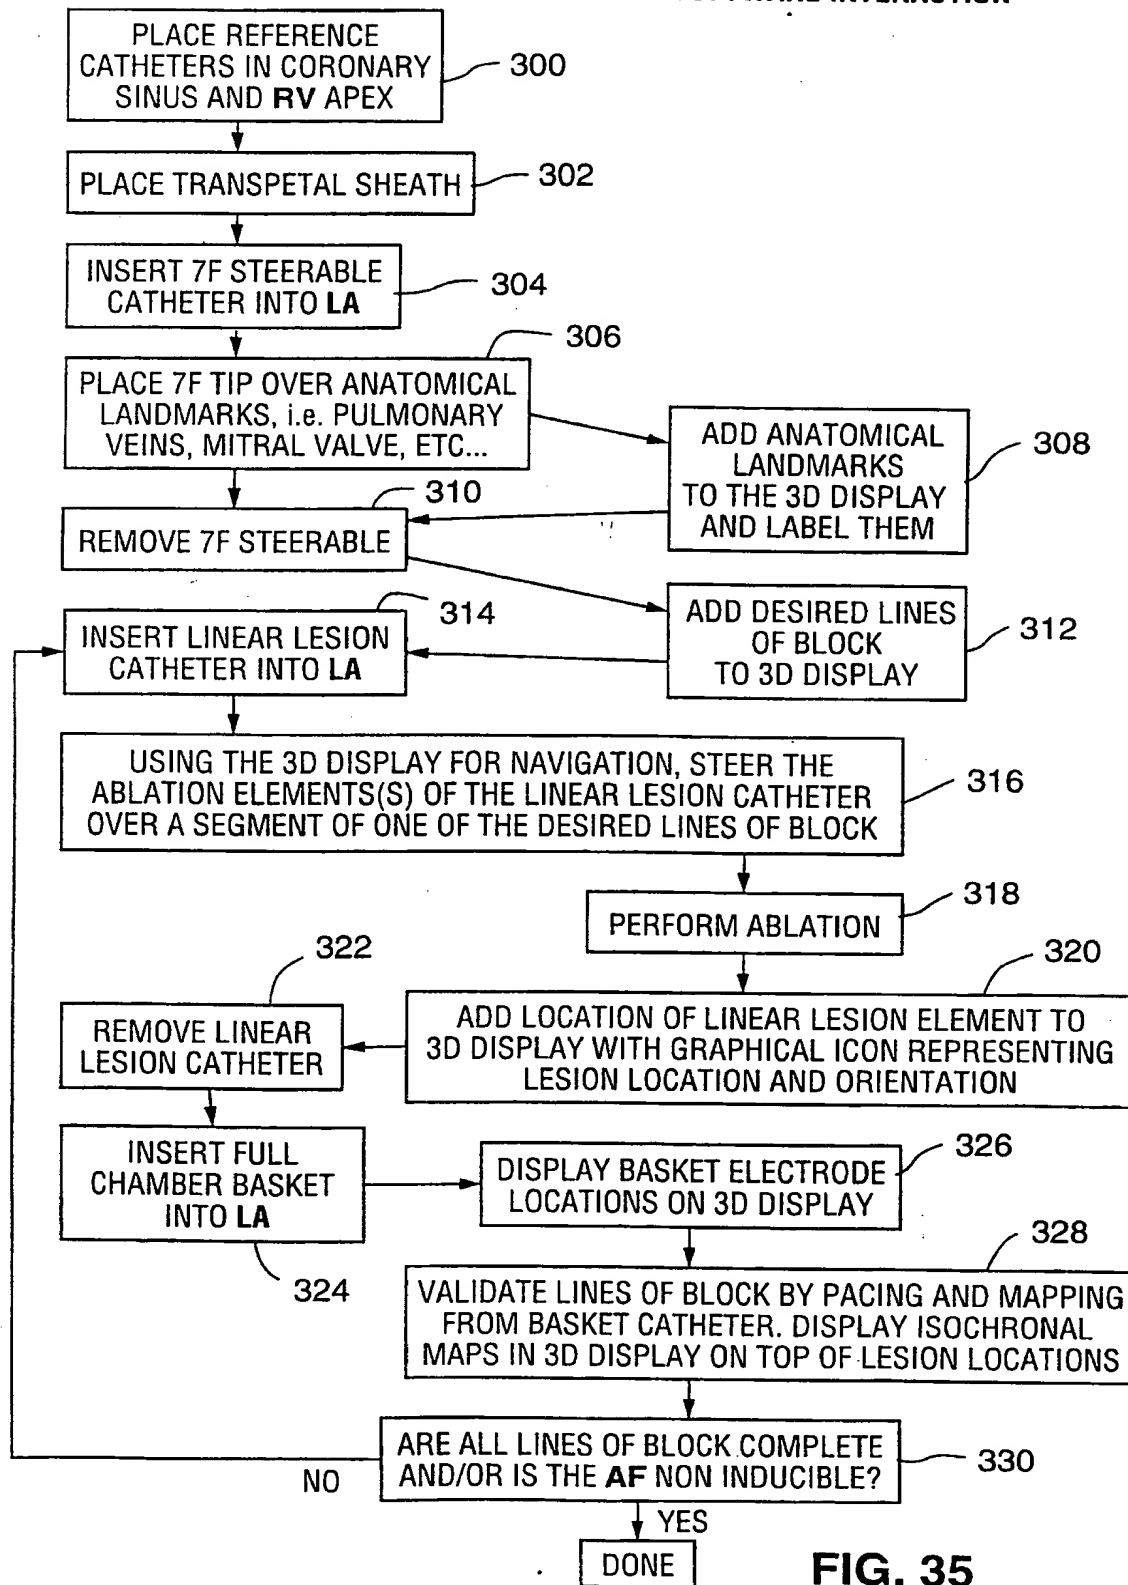 PLACE REFERENCE
CATHETERS IN CORONARY
SINUS AND RV APEX
300
PLACE TRANSPETAL SHEATH
302
INSERT 7F STEERABLE
CATHETER INTO LA
304
306
PLACE 7F TIP OVER ANATOMICAL
LANDMARKS, i.e. PULMONARY
VEINS, MITRAL VALVE, ETC...
ADD ANATOMICAL
LANDMARKS
TO THE 3D DISPLAY
AND LABEL THEM
308
310
REMOVE 7F STEERABLE
ADD DESIRED LINES
OF BLOCK
TO 3D DISPLAY
312
314
INSERT LINEAR LESION
CATHETER INTO LA
USING THE 3D DISPLAY FOR NAVIGATION, STEER THE
ABLATION ELEMENTS(S) OF THE LINEAR LESION CATHETER
OVER A SEGMENT OF ONE OF THE DESIRED LINES OF BLOCK
316
318
PERFORM ABLATION
320
ADD LOCATION OF LINEAR LESION ELEMENT TO
3D DISPLAY WITH GRAPHICAL ICON REPRESENTING
LESION LOCATION AND ORIENTATION
322
REMOVE LINEAR
LESION CATHETER
INSERT FULL
CHAMBER BASKET
INTO LA
324
DISPLAY BASKET ELECTRODE
LOCATIONS ON 3D DISPLAY
326
328
VALIDATE LINES OF BLOCK BY PACING AND MAPPING
FROM BASKET CATHETER. DISPLAY ISOCHRONAL
MAPS IN 3D DISPLAY ON TOP OF LESION LOCATIONS
ARE ALL LINES OF BLOCK COMPLETE
AND/OR IS THE AF NON INDUCIBLE?
330
NO
YES
DONE
FIG. 35